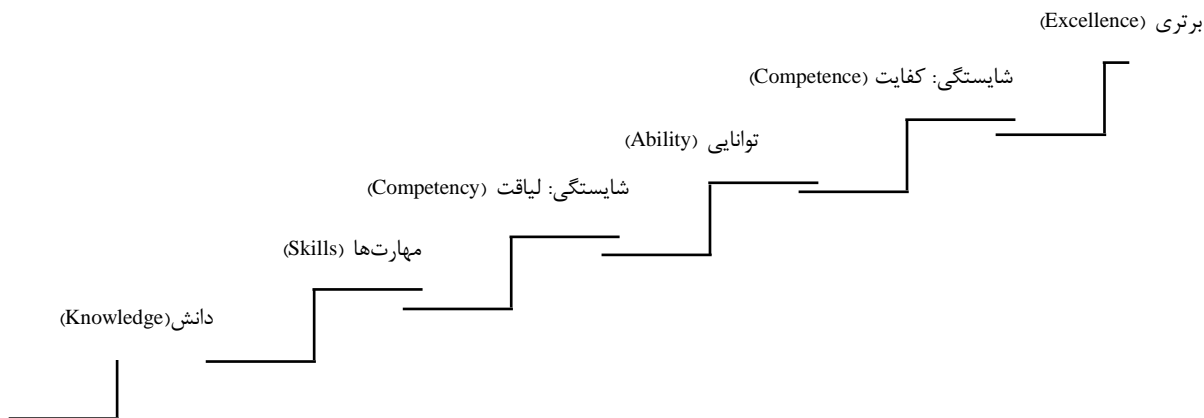 برتری (Excellence)
شایستگی: کفایت (Competence)
توانایی (Ability)
شایستگی: لیاقت (Competency)
مهارت‌ها (Skills)
دانش(Knowledge)